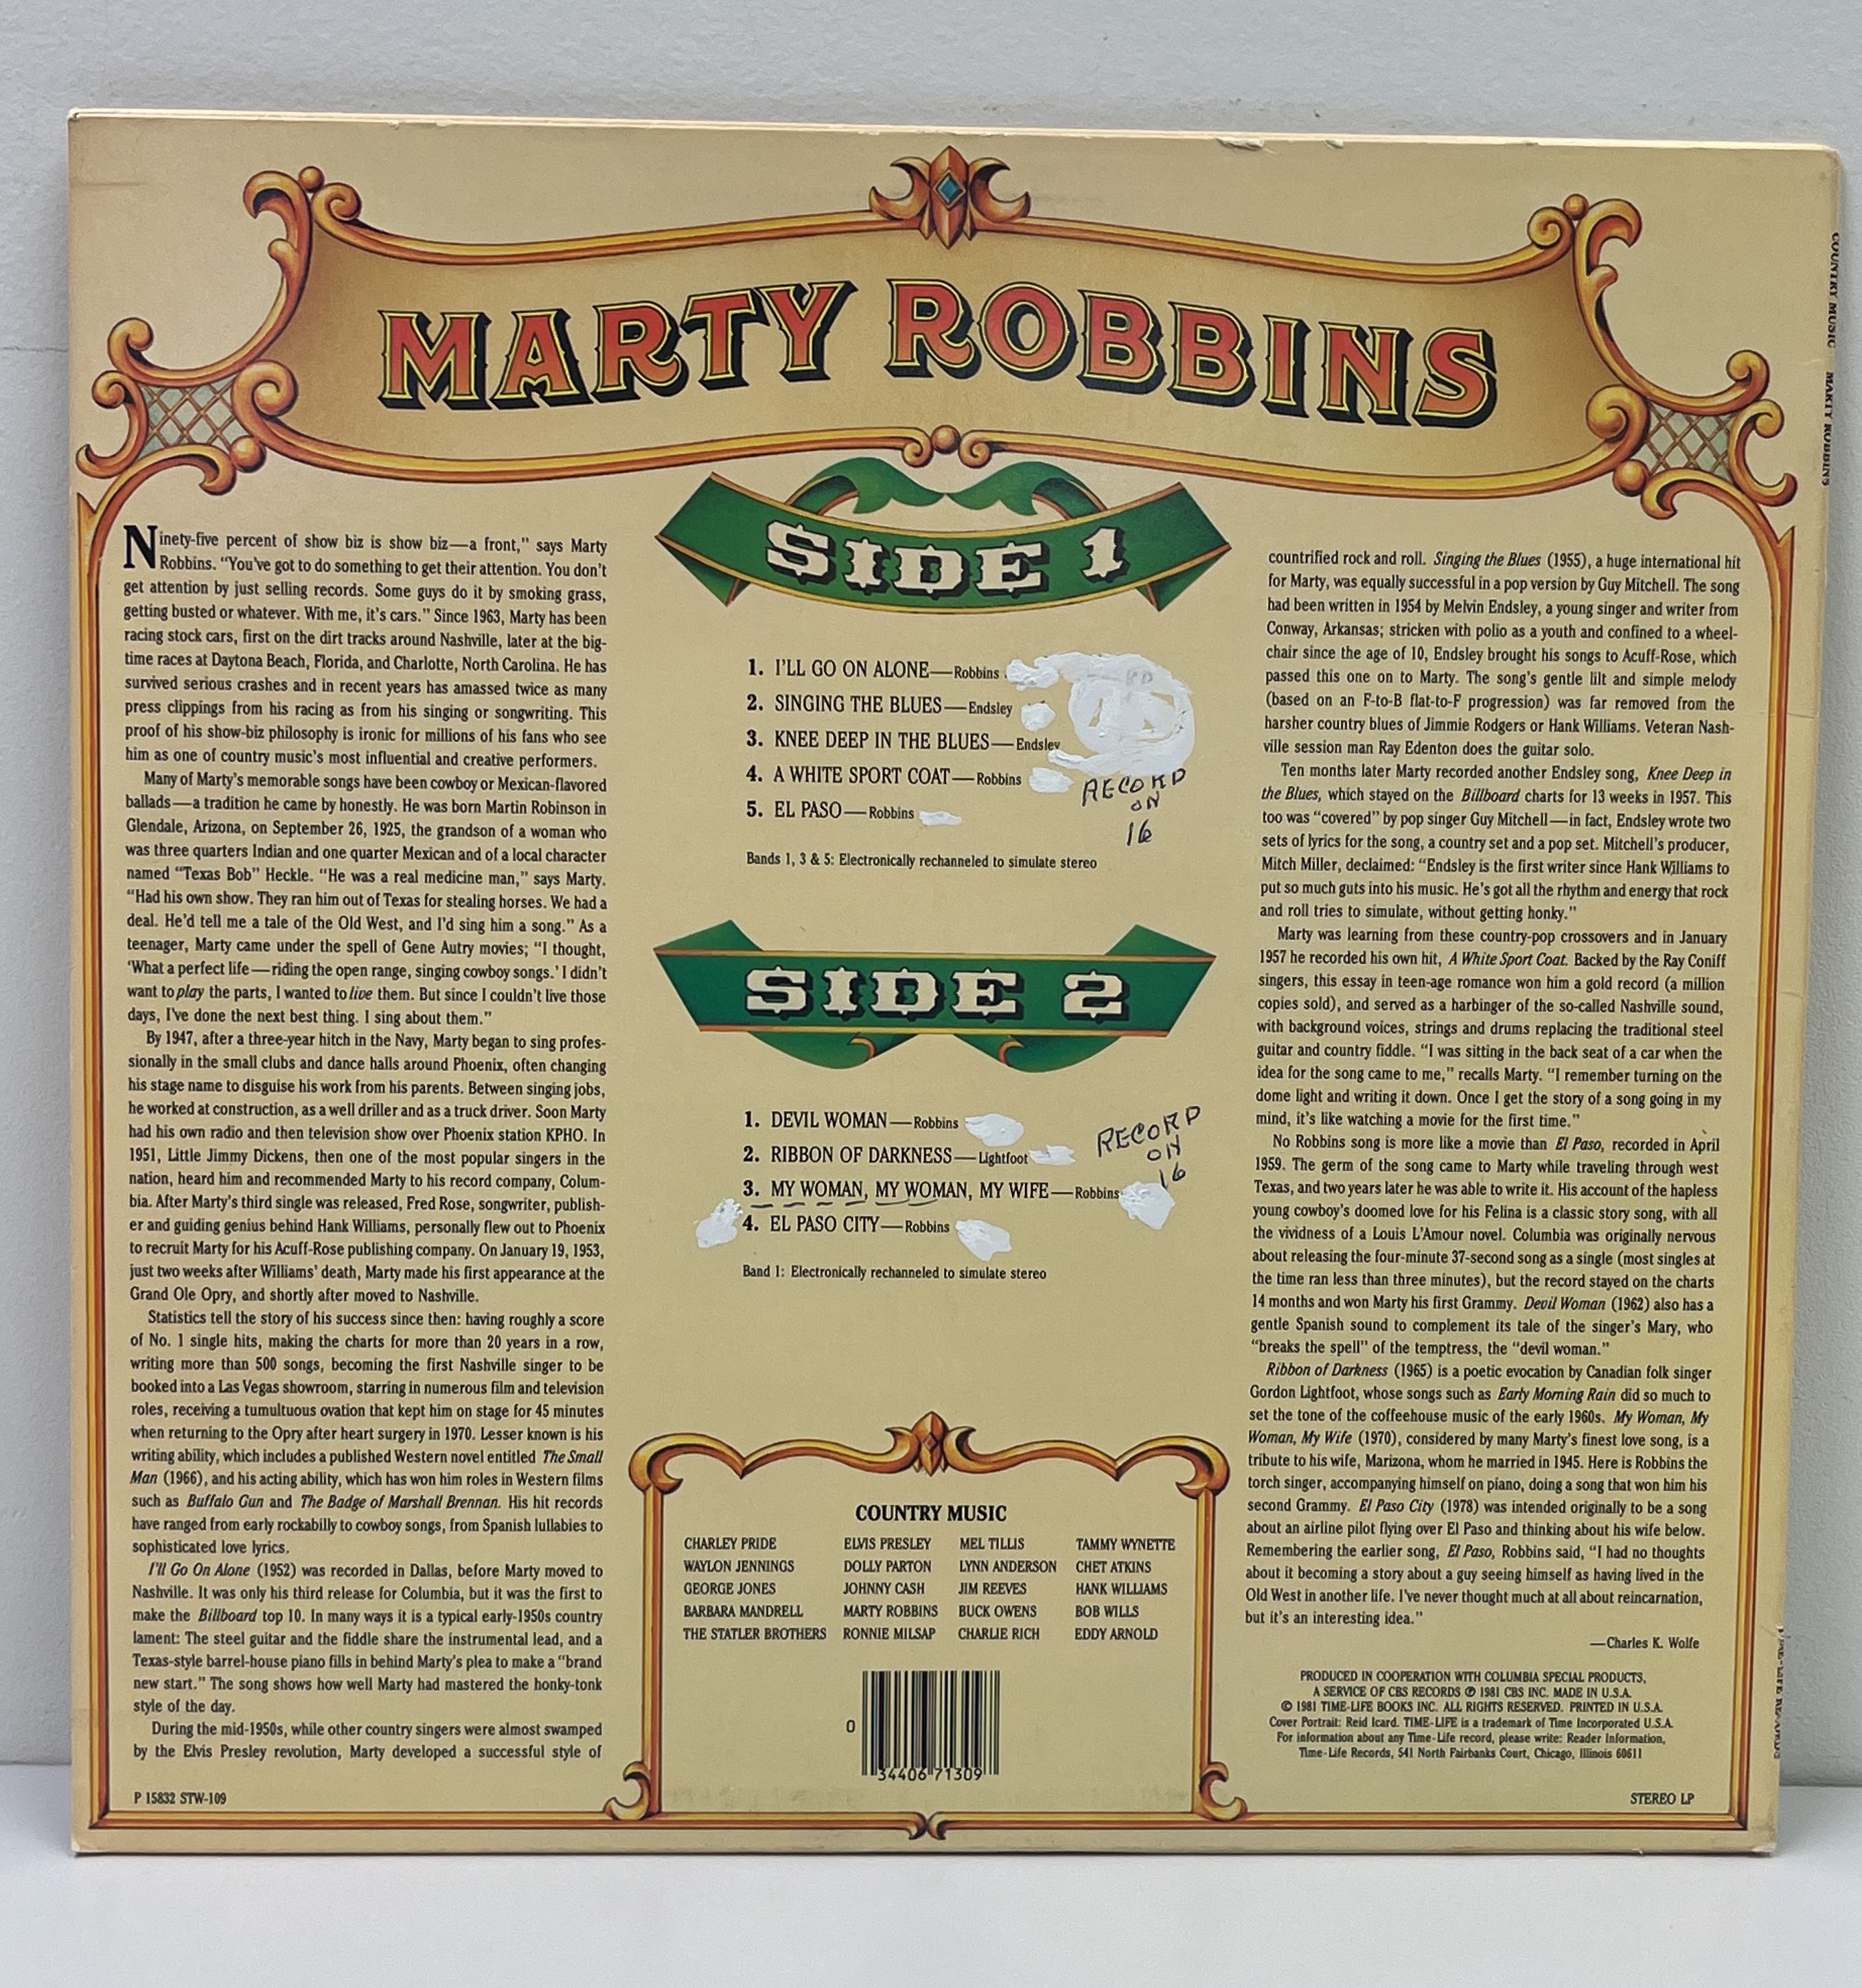 MARTY ROBBINS
Ninety-five percent of show biz is show biz—a front,” says Marty
Robbins. “You’ve got to do something to get their attention. You don’t
get attention by just selling records. Some guys do it by smoking grass,
getting busted or whatever. With me, it’s cars.” Since 1963, Marty has been
racing stock cars, first on the dirt tracks around Nashville, later at the big-
time races at Daytona Beach, Florida, and Charlotte, North Carolina. He has
survived serious crashes and in recent years has amassed twice as many
press clippings from his racing as from his singing or songwriting. This
proof of his show-biz philosophy is ironic for millions of his fans who see
him as one of country music’s most influential and creative performers.
Many of Marty’s memorable songs have been cowboy or Mexican-flavored
ballads—a tradition he came by honestly. He was born Martin Robinson in
Glendale, Arizona, on September 26, 1925, the grandson of a woman who
was three quarters Indian and one quarter Mexican and of a local character
named “Texas Bob” Heckle. “He was a real medicine man,” says Marty.
“Had his own show. They ran him out of Texas for stealing horses. We had a
deal. He’d tell me a tale of the Old West, and I’d sing him a song.” As a
teenager, Marty came under the spell of Gene Autry movies; “I thought,
‘What a perfect life—riding the open range, singing cowboy songs.’ I didn’t
want to play the parts, I wanted to live them. But since I couldn’t live those
days, I’ve done the next best thing. I sing about them.”
By 1947, after a three-year hitch in the Navy, Marty began to sing profes-
sionally in the small clubs and dance halls around Phoenix, often changing
his stage name to disguise his work from his parents. Between singing jobs,
he worked at construction, as a well driller and as a truck driver. Soon Marty
had his own radio and then television show over Phoenix station KPHO. In
1951, Little Jimmy Dickens, then one of the most popular singers in the
nation, heard him and recommended Marty to his record company, Colum-
bia. After Marty’s third single was released, Fred Rose, songwriter, publish-
er and guiding genius behind Hank Williams, personally flew out to Phoenix
to recruit Marty for his Acuff-Rose publishing company. On January 19, 1953,
just two weeks after Williams’ death, Marty made his first appearance at the
Grand Ole Opry, and shortly after moved to Nashville.
Statistics tell the story of his success since then: having roughly a score
of No. 1 single hits, making the charts for more than 20 years in a row,
writing more than 500 songs, becoming the first Nashville singer to be
booked into a Las Vegas showroom, starring in numerous film and television
roles, receiving a tumultuous ovation that kept him on stage for 45 minutes
when returning to the Opry after heart surgery in 1970. Lesser known is his
writing ability, which includes a published Western novel entitled The Small
Man (1966), and his acting ability, which has won him roles in Western films
such as Buffalo Gun and The Badge of Marshall Brennan. His hit records
have ranged from early rockabilly to cowboy songs, from Spanish lullabies to
sophisticated love lyrics.
I’ll Go On Alone (1952) was recorded in Dallas, before Marty moved to
Nashville. It was only his third release for Columbia, but it was the first to
make the Billboard top 10. In many ways it is a typical early-1950s country
lament: The steel guitar and the fiddle share the instrumental lead, and a
Texas-style barrel-house piano fills in behind Marty’s plea to make a “brand
new start.” The song shows how well Marty had mastered the honky-tonk
style of the day.
During the mid-1950s, while other country singers were almost swamped
by the Elvis Presley revolution, Marty developed a successful style of
P 15832 STW-109
SIDE 1
1. I’LL GO ON ALONE—Robbins
2. SINGING THE BLUES—Endsley
3. KNEE DEEP IN THE BLUES—Endsley
4. A WHITE SPORT COAT—Robbins
5. EL PASO—Robbins
RECORD
ON
16
Bands 1, 3 & 5: Electronically rechanneled to simulate stereo
SIDE 2
1. DEVIL WOMAN—Robbins
2. RIBBON OF DARKNESS—Lightfoot
3. MY WOMAN, MY WOMAN, MY WIFE—Robbins
4. EL PASO CITY—Robbins
RECORD
ON
16
Band 1: Electronically rechanneled to simulate stereo
COUNTRY MUSIC
CHARLEY PRIDE ELVIS PRESLEY MEL TILLIS TAMMY WYNETTE
WAYLON JENNINGS DOLLY PARTON LYNN ANDERSON CHET ATKINS
GEORGE JONES JOHNNY CASH JIM REEVES HANK WILLIAMS
BARBARA MANDRELL MARTY ROBBINS BUCK OWENS BOB WILLS
THE STATLER BROTHERS RONNIE MILSAP CHARLIE RICH EDDY ARNOLD
0 34406 71309
countrified rock and roll. Singing the Blues (1955), a huge international hit
for Marty, was equally successful in a pop version by Guy Mitchell. The song
had been written in 1954 by Melvin Endsley, a young singer and writer from
Conway, Arkansas; stricken with polio as a youth and confined to a wheel-
chair since the age of 10, Endsley brought his songs to Acuff-Rose, which
passed this one on to Marty. The song’s gentle lilt and simple melody
(based on an F-to-B flat-to-F progression) was far removed from the
harsher country blues of Jimmie Rodgers or Hank Williams. Veteran Nash-
ville session man Ray Edenton does the guitar solo.
Ten months later Marty recorded another Endsley song, Knee Deep in
the Blues, which stayed on the Billboard charts for 13 weeks in 1957. This
too was “covered” by pop singer Guy Mitchell—in fact, Endsley wrote two
sets of lyrics for the song, a country set and a pop set. Mitchell’s producer,
Mitch Miller, declaimed: “Endsley is the first writer since Hank Williams to
put so much guts into his music. He’s got all the rhythm and energy that rock
and roll tries to simulate, without getting honky.”
Marty was learning from these country-pop crossovers and in January
1957 he recorded his own hit, A White Sport Coat. Backed by the Ray Coniff
singers, this essay in teen-age romance won him a gold record (a million
copies sold), and served as a harbinger of the so-called Nashville sound,
with background voices, strings and drums replacing the traditional steel
guitar and country fiddle. “I was sitting in the back seat of a car when the
idea for the song came to me,” recalls Marty. “I remember turning on the
dome light and writing it down. Once I get the story of a song going in my
mind, it’s like watching a movie for the first time.”
No Robbins song is more like a movie than El Paso, recorded in April
1959. The germ of the song came to Marty while traveling through west
Texas, and two years later he was able to write it. His account of the hapless
young cowboy’s doomed love for his Felina is a classic story song, with all
the vividness of a Louis L’Amour novel. Columbia was originally nervous
about releasing the four-minute 37-second song as a single (most singles at
the time ran less than three minutes), but the record stayed on the charts
14 months and won Marty his first Grammy. Devil Woman (1962) also has a
gentle Spanish sound to complement its tale of the singer’s Mary, who
“breaks the spell” of the temptress, the “devil woman.”
Ribbon of Darkness (1965) is a poetic evocation by Canadian folk singer
Gordon Lightfoot, whose songs such as Early Morning Rain did so much to
set the tone of the coffeehouse music of the early 1960s. My Woman, My
Woman, My Wife (1970), considered by many Marty’s finest love song, is a
tribute to his wife, Marizona, whom he married in 1945. Here is Robbins the
torch singer, accompanying himself on piano, doing a song that won him his
second Grammy. El Paso City (1978) was intended originally to be a song
about an airline pilot flying over El Paso and thinking about his wife below.
Remembering the earlier song, El Paso, Robbins said, “I had no thoughts
about it becoming a story about a guy seeing himself as having lived in the
Old West in another life. I’ve never thought much at all about reincarnation,
but it’s an interesting idea.”
—Charles K. Wolfe
PRODUCED IN COOPERATION WITH COLUMBIA SPECIAL PRODUCTS,
A SERVICE OF CBS RECORDS ℗ 1981 CBS INC. MADE IN U.S.A.
© 1981 TIME-LIFE BOOKS INC. ALL RIGHTS RESERVED. PRINTED IN U.S.A.
Cover Portrait: Reid Icard. TIME-LIFE is a trademark of Time Incorporated U.S.A.
For information about any Time-Life record, please write: Reader Information,
Time-Life Records, 541 North Fairbanks Court, Chicago, Illinois 60611
STEREO LP
COUNTRY MUSIC MARTY ROBBINS